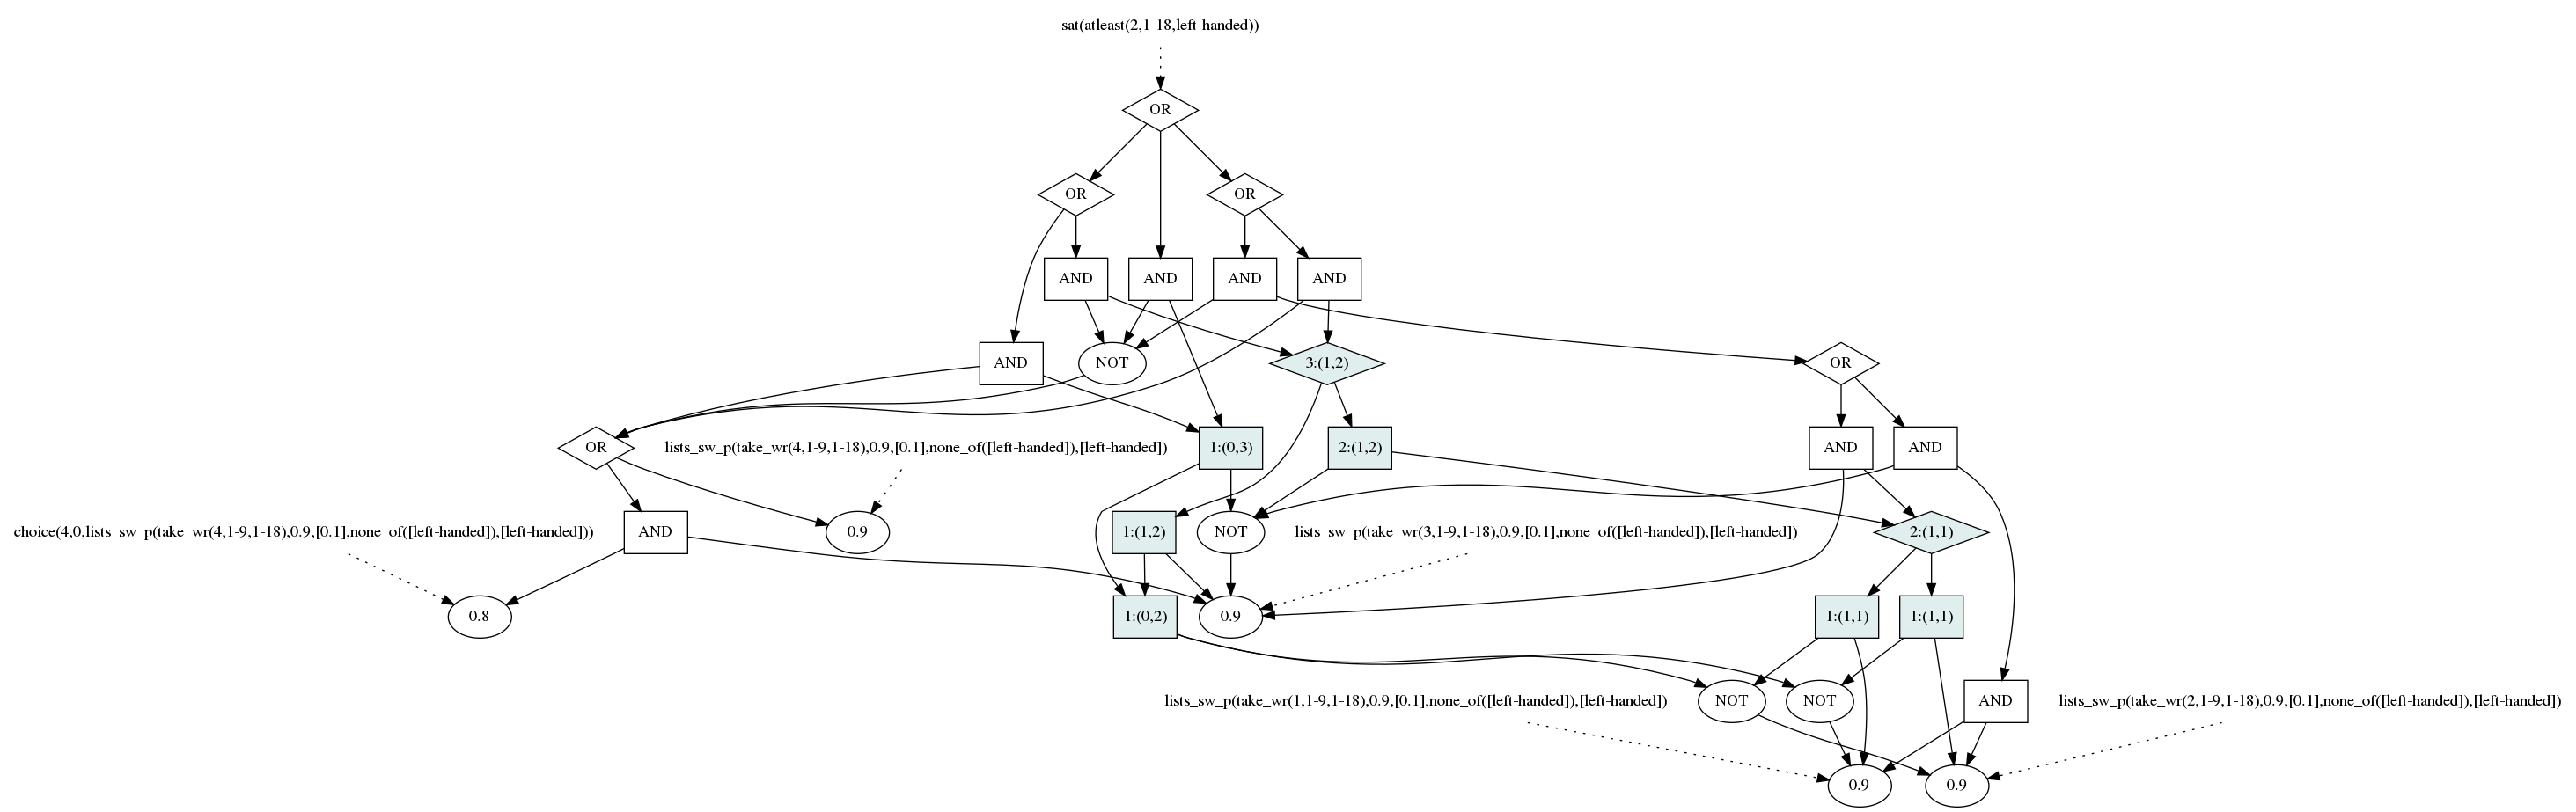 sat(atleast(2,1-18,left-handed))
OR
OR
OR
AND
AND
AND
AND
AND
NOT
3:(1,2)
OR
OR
lists_sw_p(take_wr(4,1-9,1-18),0.9,[0.1],none_of([left-handed]),[left-handed])
1:(0,3)
2:(1,2)
AND
AND
choice(4,0,lists_sw_p(take_wr(4,1-9,1-18),0.9,[0.1],none_of([left-handed]),[left-handed]))
AND
0.9
1:(1,2)
NOT
lists_sw_p(take_wr(3,1-9,1-18),0.9,[0.1],none_of([left-handed]),[left-handed])
2:(1,1)
0.8
1:(0,2)
0.9
1:(1,1)
1:(1,1)
lists_sw_p(take_wr(1,1-9,1-18),0.9,[0.1],none_of([left-handed]),[left-handed])
NOT
NOT
AND
lists_sw_p(take_wr(2,1-9,1-18),0.9,[0.1],none_of([left-handed]),[left-handed])
0.9
0.9